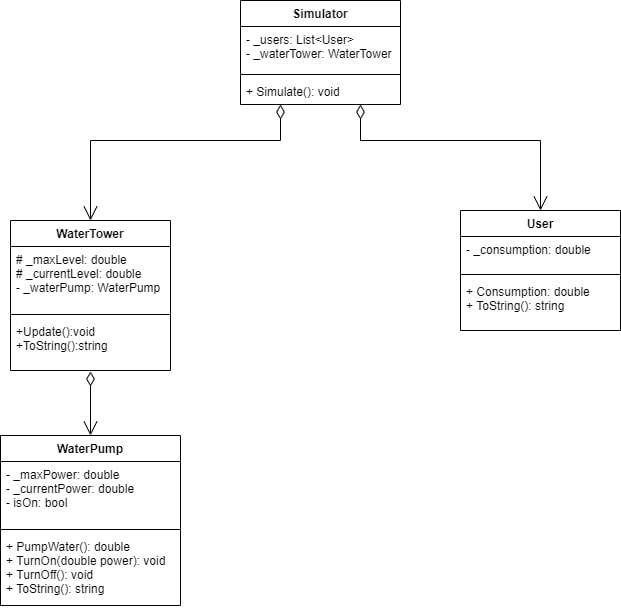 Simulator
- _users: List<User>
- _waterTower: WaterTower
+ Simulate(): void
WaterTower
# _maxLevel: double
# _currentLevel: double
- _waterPump: WaterPump
+Update():void
+ToString():string
User
- _consumption: double
+ Consumption: double
+ ToString(): string
WaterPump
- _maxPower: double
- _currentPower: double
- isOn: bool
+ PumpWater(): double
+ TurnOn(double power): void
+ TurnOff(): void
+ ToString(): string